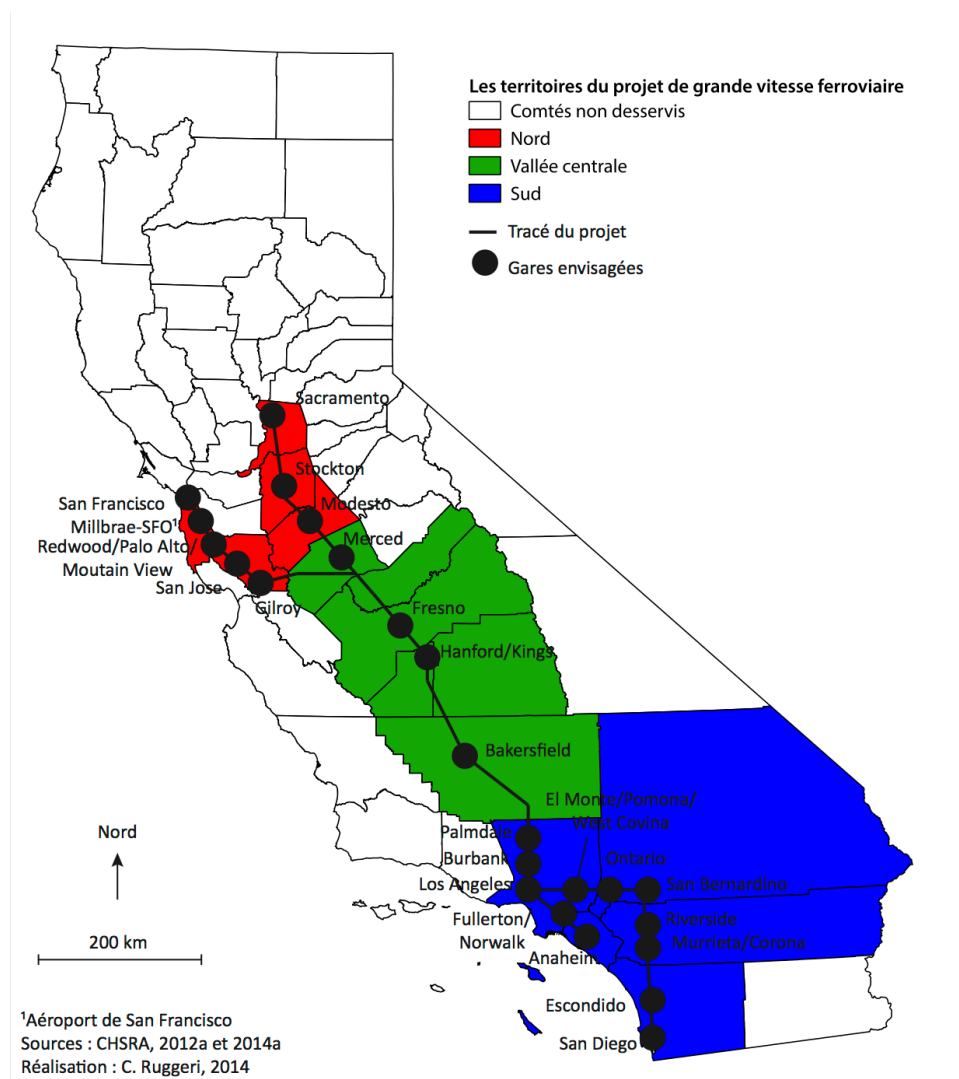 Les territoires du projet de grande vitesse ferroviaire
Comtés non desservis
Nord
Vallée centrale
Sud
Tracé du projet
Gares envisagées
Sacramento
Stockton
San Francisco
Modesto
Millbrae-SFO¹
Merced
Redwood/Palo Alto/
Moutain View
San Jose
Gilroy
Fresno
Hanford/Kings
Bakersfield
El Monte/Pomona/
West Covina
Palmdale
Burbank
Ontario
Los Angeles
San Bernardino
Fullerton/
Norwalk
Riverside
Murrieta/Corona
Anaheim
Escondido
San Diego
Nord
200 km
¹Aéroport de San Francisco
Sources : CHSRA, 2012a et 2014a
Réalisation : C. Ruggeri, 2014